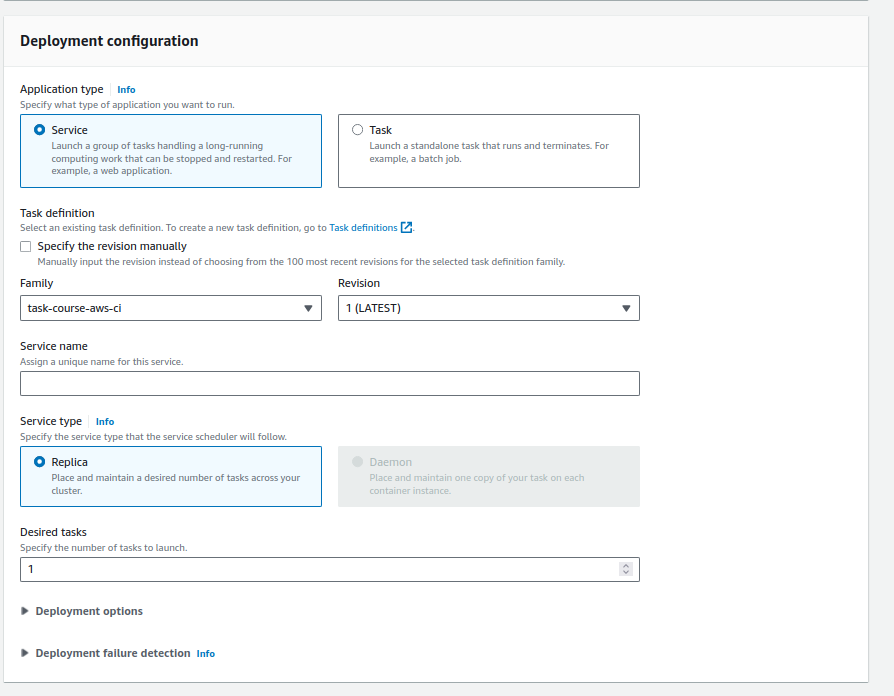 Deployment configuration
Application type Info
Specify what type of application you want to run.
Service
Launch a group of tasks handling a long-running
computing work that can be stopped and restarted. For
example, a web application.
Task
Launch a standalone task that runs and terminates. For
example, a batch job.
Task definition
Select an existing task definition. To create a new task definition, go to Task definitions.
Specify the revision manually
Manually input the revision instead of choosing from the 100 most recent revisions for the selected task definition family.
Family
task-course-aws-ci
Revision
1 (LATEST)
Service name
Assign a unique name for this service.
Service type Info
Specify the service type that the service scheduler will follow.
Replica
Place and maintain a desired number of tasks across your
cluster.
Daemon
Place and maintain one copy of your task on each
container instance.
Desired tasks
Specify the number of tasks to launch.
1
Deployment options
Deployment failure detection Info